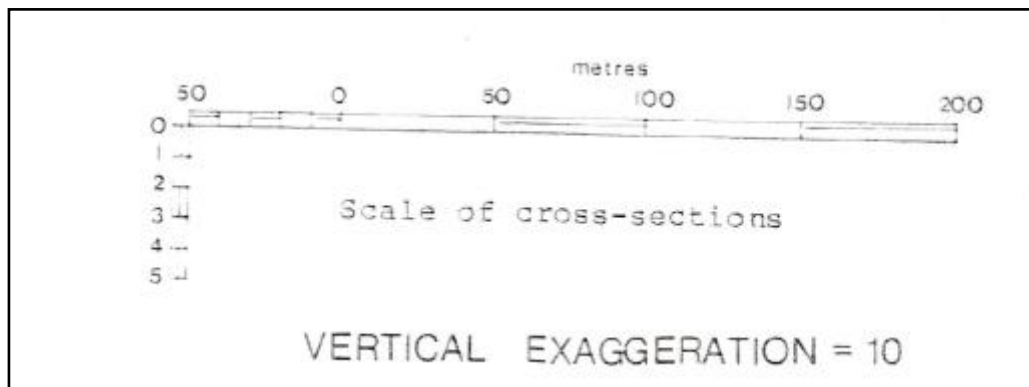 metres
50 0 50 100 150 200
0
1
2
3
4
5
Scale of cross-sections
VERTICAL EXAGGERATION = 10